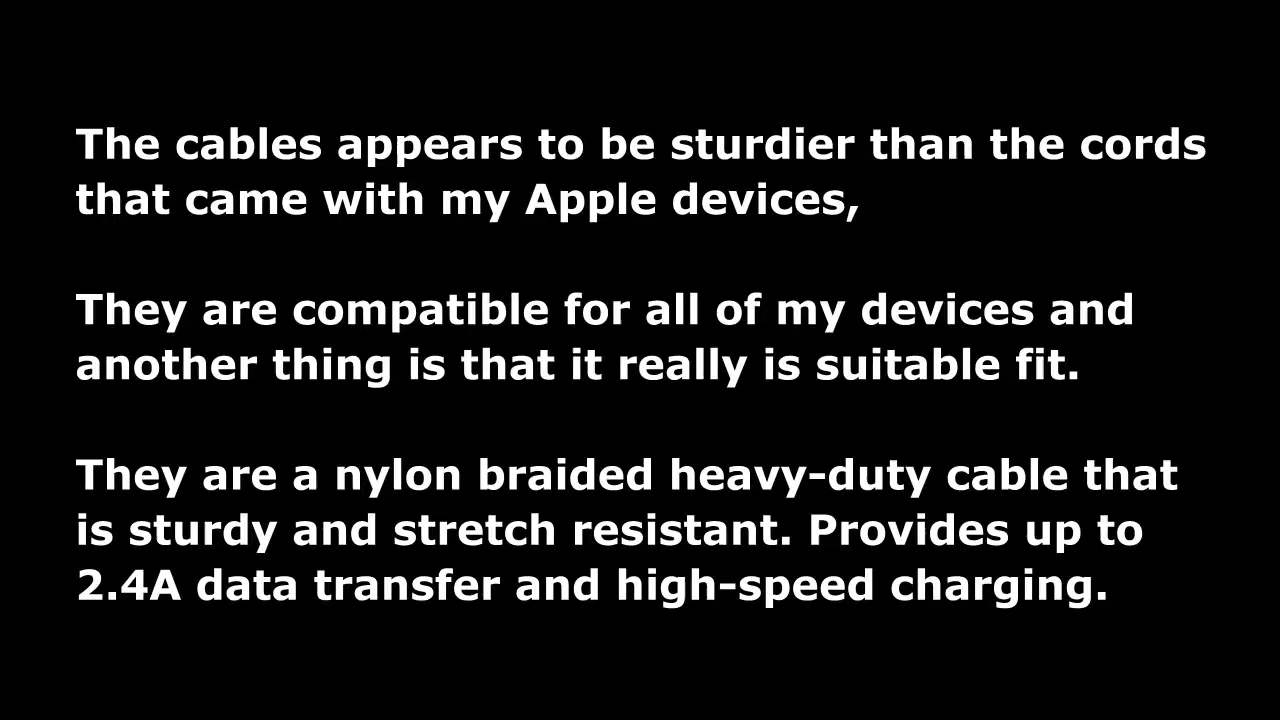 The cables appears to be sturdier than the cords
that came with my Apple devices,
They are compatible for all of my devices and
another thing is that it really is suitable fit.
They are a nylon braided heavy-duty cable that
is sturdy and stretch resistant. Provides up to
2.4A data transfer and high-speed charging.